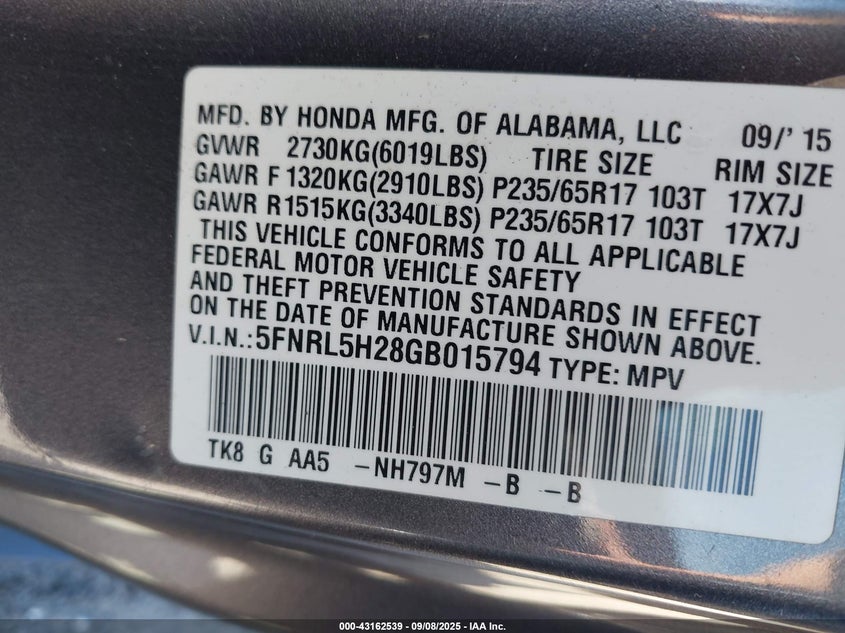 MFD. BY HONDA MFG. OF ALABAMA, LLC 09/' 15
GVWR 2730KG(6019LBS) TIRE SIZE RIM SIZE
GAWR F 1320KG(2910LBS) P235/65R17 103T 17X7J
GAWR R1515KG(3340LBS) P235/65R17 103T 17X7J
THIS VEHICLE CONFORMS TO ALL APPLICABLE
FEDERAL MOTOR VEHICLE SAFETY
AND THEFT PREVENTION STANDARDS IN EFFECT
ON THE DATE OF MANUFACTURE SHOWN ABOVE.
V.I.N.:5FNRL5H28GB015794 TYPE: MPV
TK8 G AA5 -NH797M -B -B
000-43162539 - 09/08/2025 - IAA Inc.